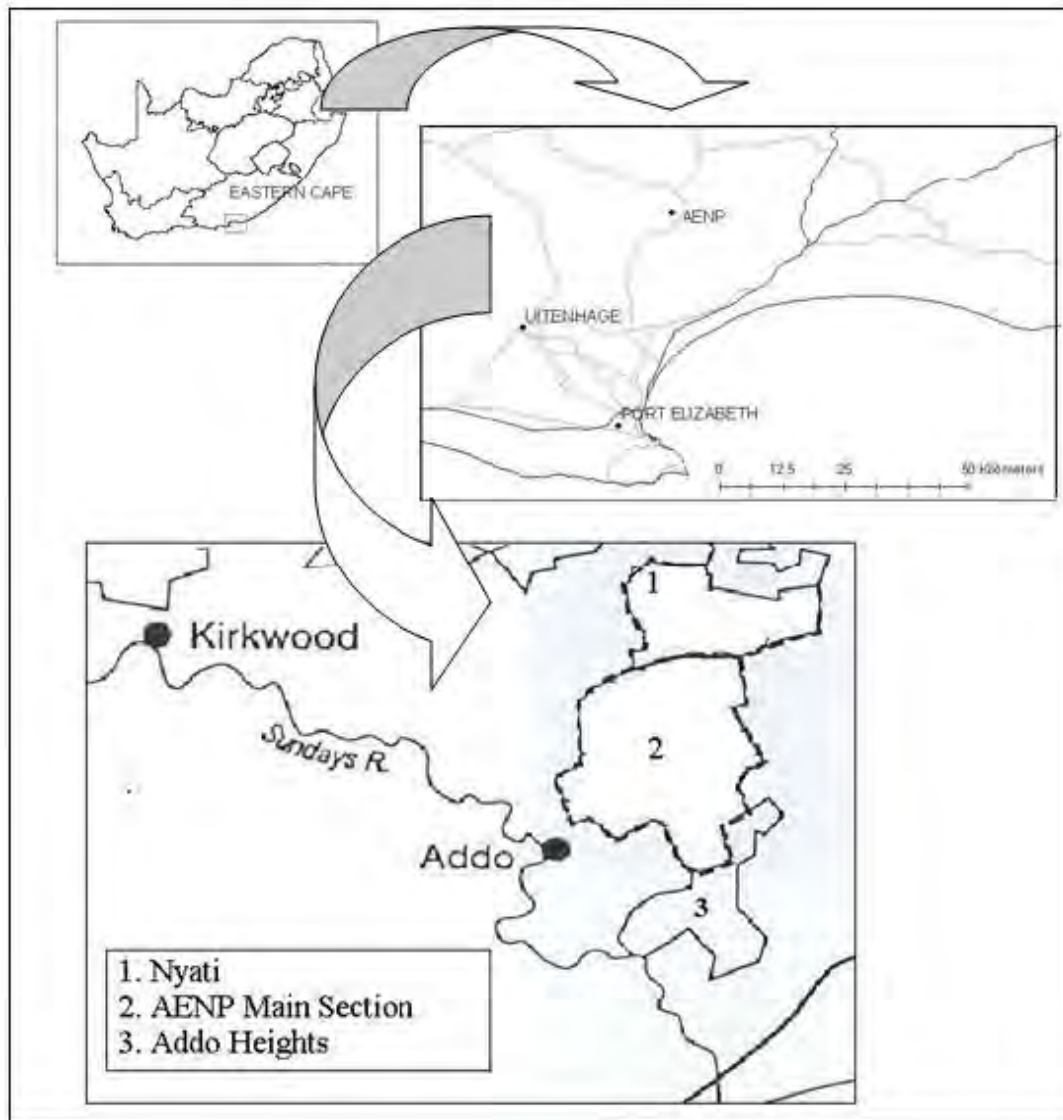 EASTERN CAPE
AENP
UITENHAGE
PORT ELIZABETH
0 12.5 25 50 Kilometers
1
Kirkwood
Sundays R.
2
Addo
3
1. Nyati
2. AENP Main Section
3. Addo Heights